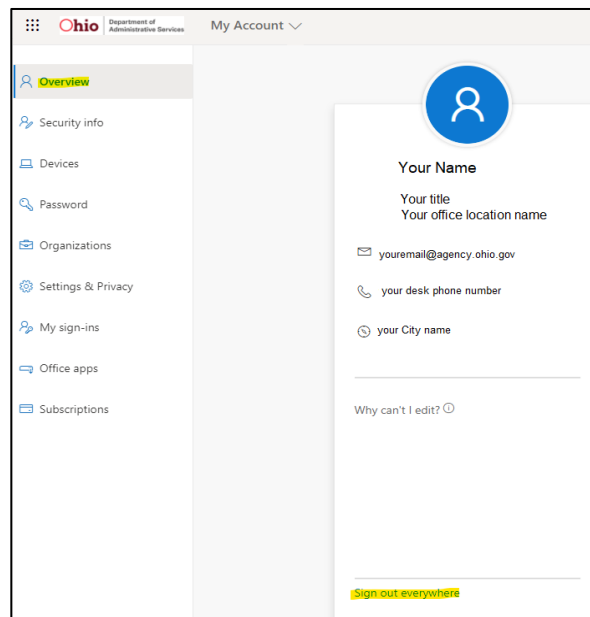 Ohio
Department of
Administrative Services
My Account
Overview
Security info
Devices
Password
Organizations
Settings & Privacy
My sign-ins
Office apps
Subscriptions
Your Name
Your title
Your office location name
youremail@agency.ohio.gov
your desk phone number
your City name
Why can't I edit?
Sign out everywhere